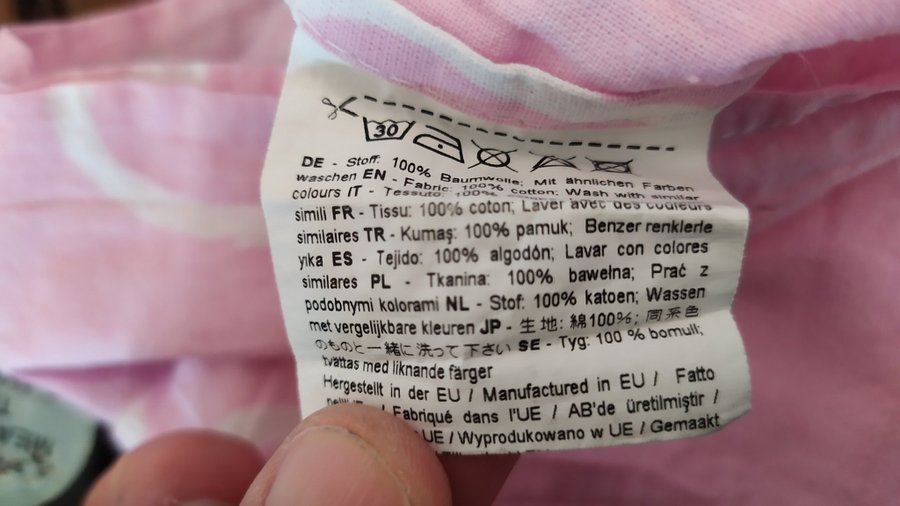 30
DE - Stoff: 100% Baumwolle; Mit ähnlichen Farben
waschen EN - Fabric: 100% cotton; Wash with similar
colours IT - Tessuto: 100%
simili FR - Tissu: 100% coton; Laver avec des couleurs
similaires TR - Kumaş: 100% pamuk; Benzer renklerle
yıka ES - Tejido: 100% algodón; Lavar con colores
similares PL - Tkanina: 100% bawełna; Prać z
podobnymi kolorami NL - Stof: 100% katoen; Wassen
met vergelijkbare kleuren JP - 生地: 綿100%; 同系色
のものと一緒に洗って下さい SE - Tyg: 100 % bomull;
tvättas med liknande färger
Hergestellt in der EU / Manufactured in EU / Fatto
/ Fabriqué dans l'UE / AB'de üretilmiştir /
UE / Wyprodukowano w UE / Gemaakt